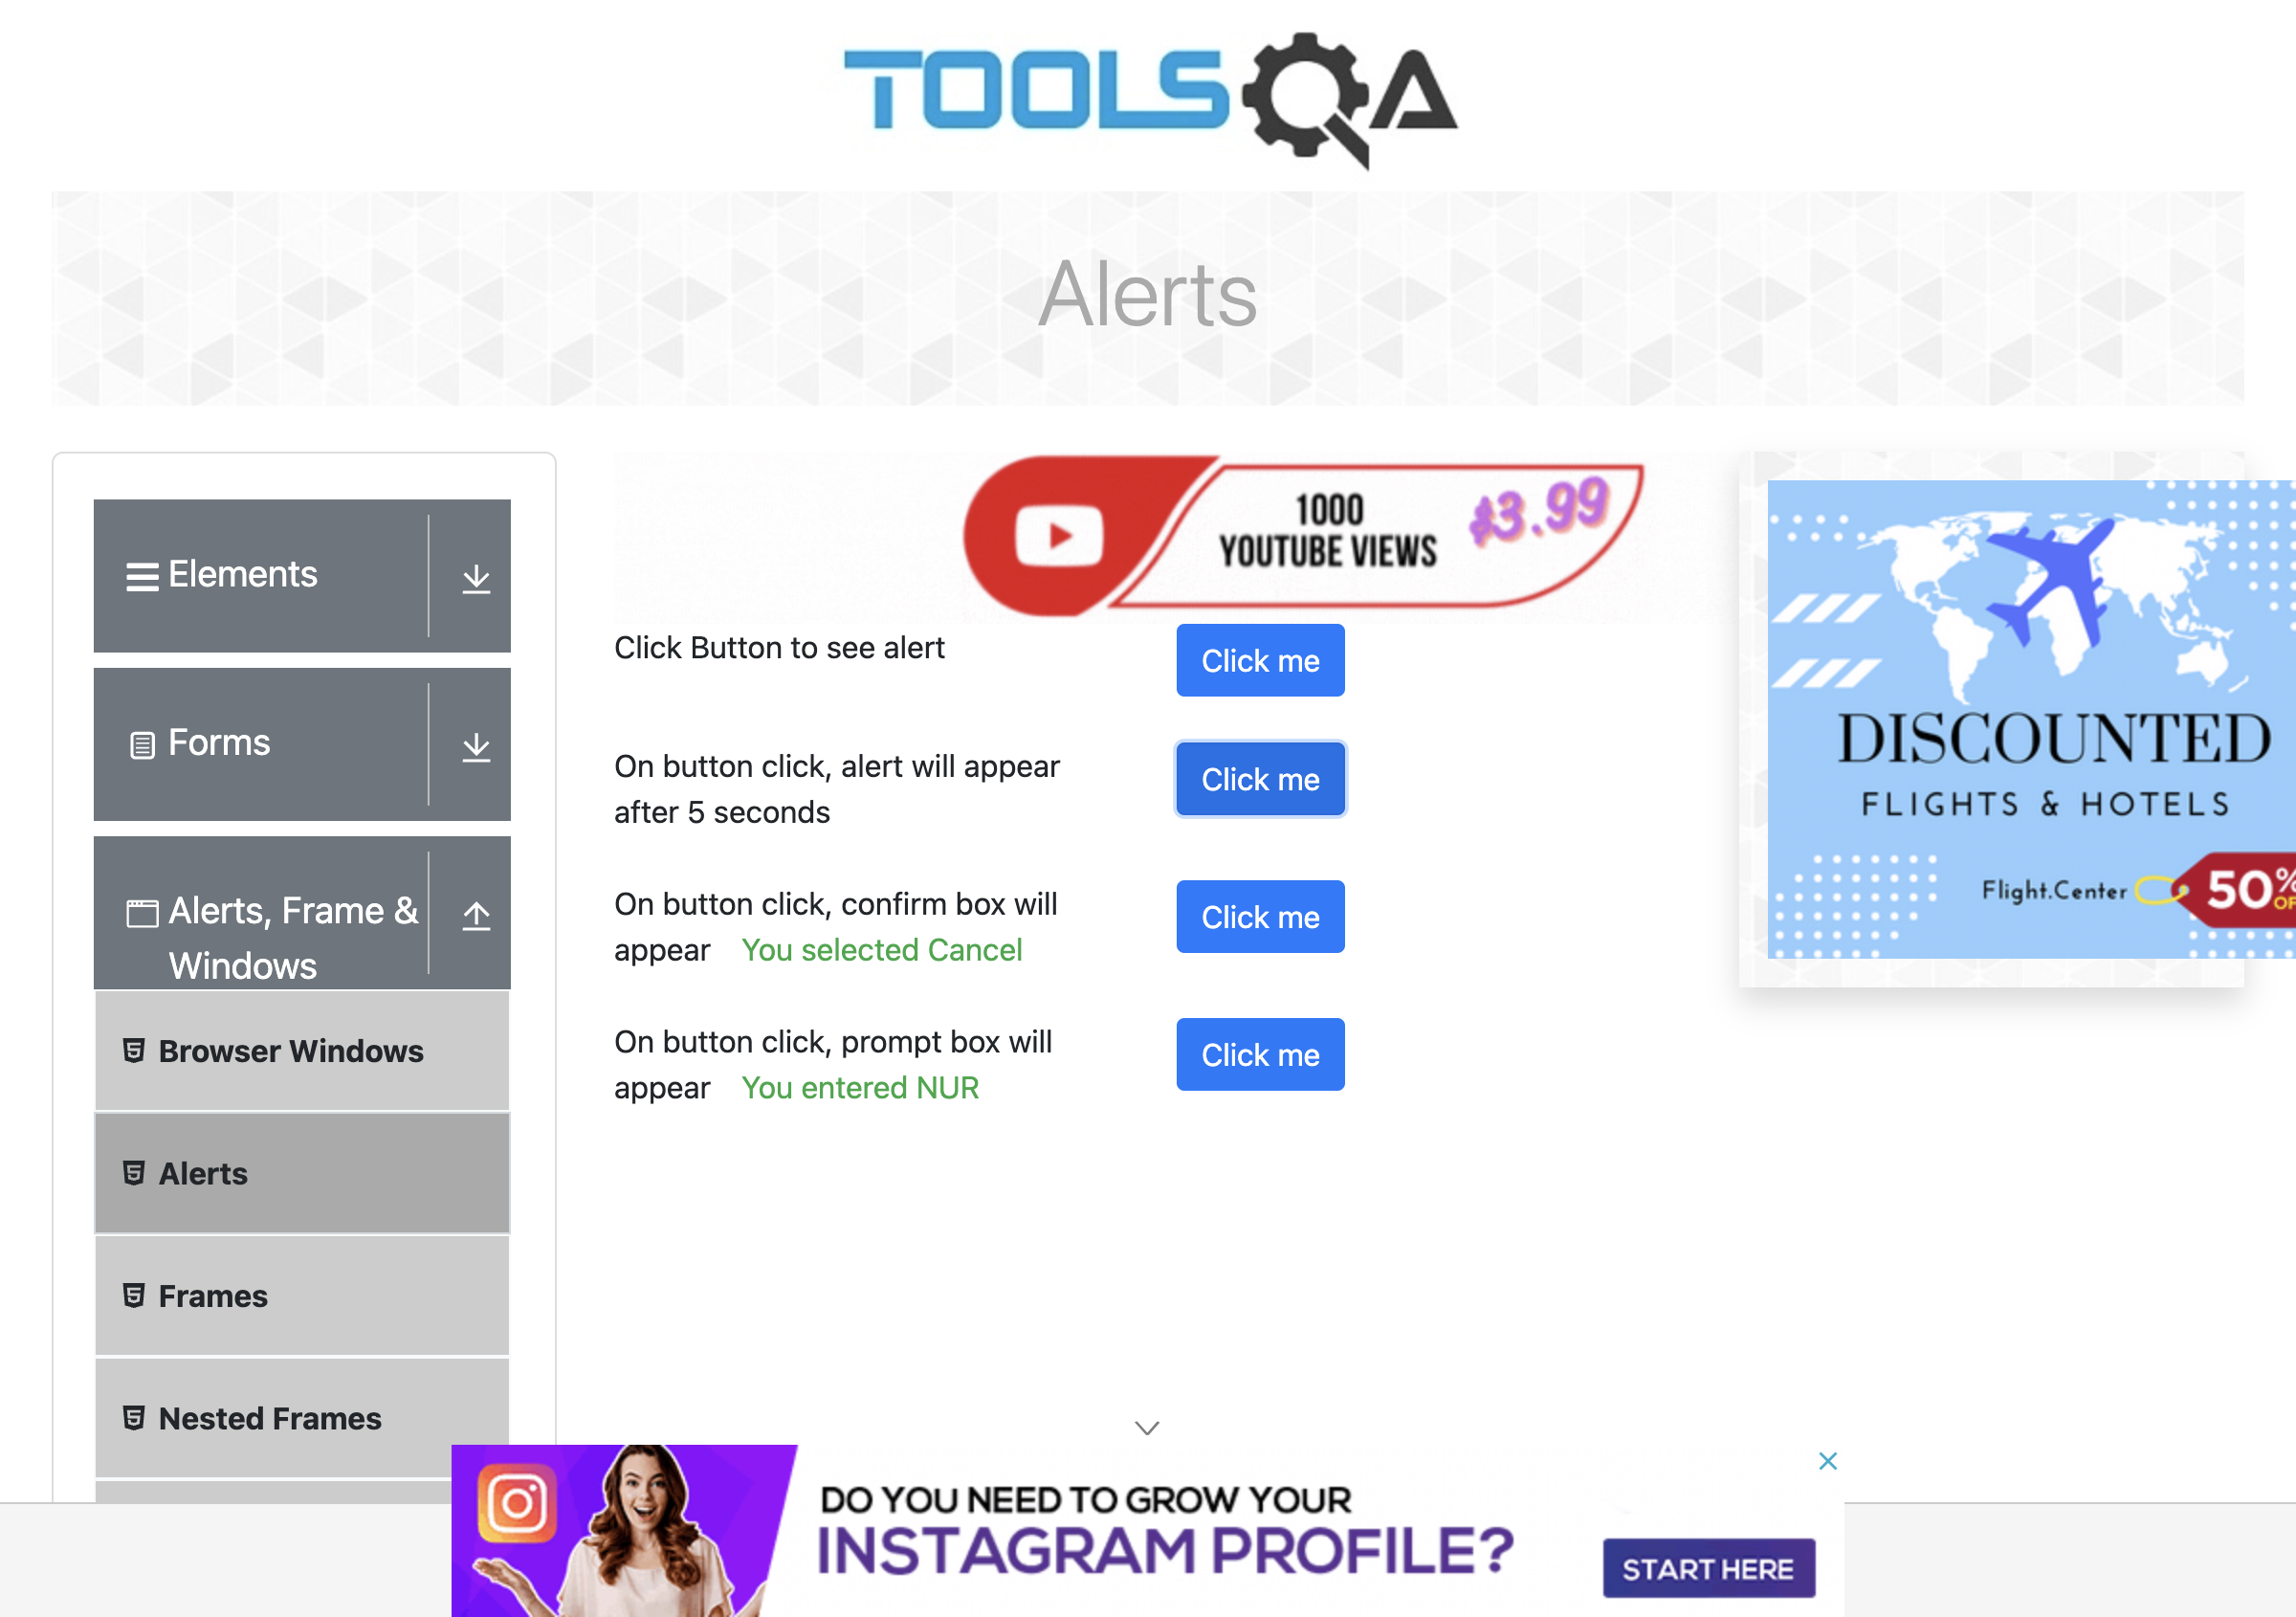 TOOLSQA
Alerts
Elements
Forms
Alerts, Frame &
Windows
Browser Windows
Alerts
Frames
Nested Frames
1000
YOUTUBE VIEWS
$3.99
Click Button to see alert
Click me
On button click, alert will appear
after 5 seconds
Click me
On button click, confirm box will
appear You selected Cancel
Click me
On button click, prompt box will
appear You entered NUR
Click me
DISCOUNTED
FLIGHTS & HOTELS
Flight.Center
50%
OF
DO YOU NEED TO GROW YOUR
INSTAGRAM PROFILE?
START HERE